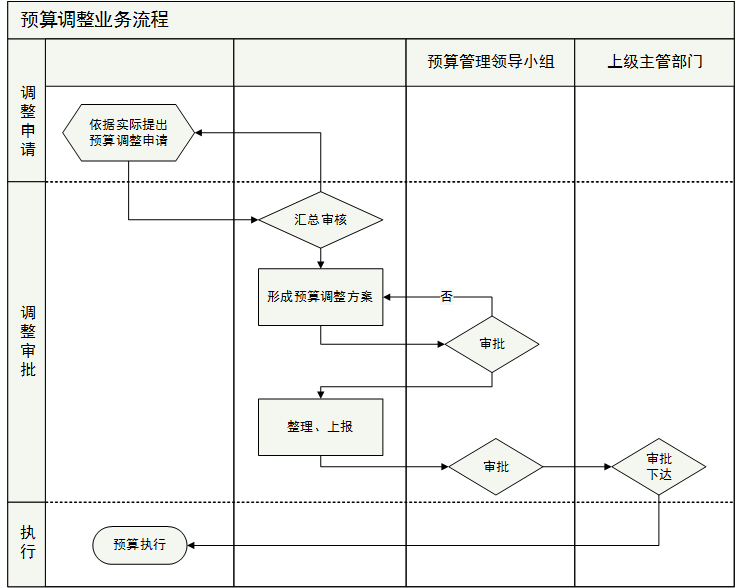 预算调整业务流程
预算管理领导小组
上级主管部门
调整申请
依据实际提出
预算调整申请
调整审批
汇总审核
形成预算调整方案
否
审批
整理、上报
审批
审批
下达
执行
预算执行